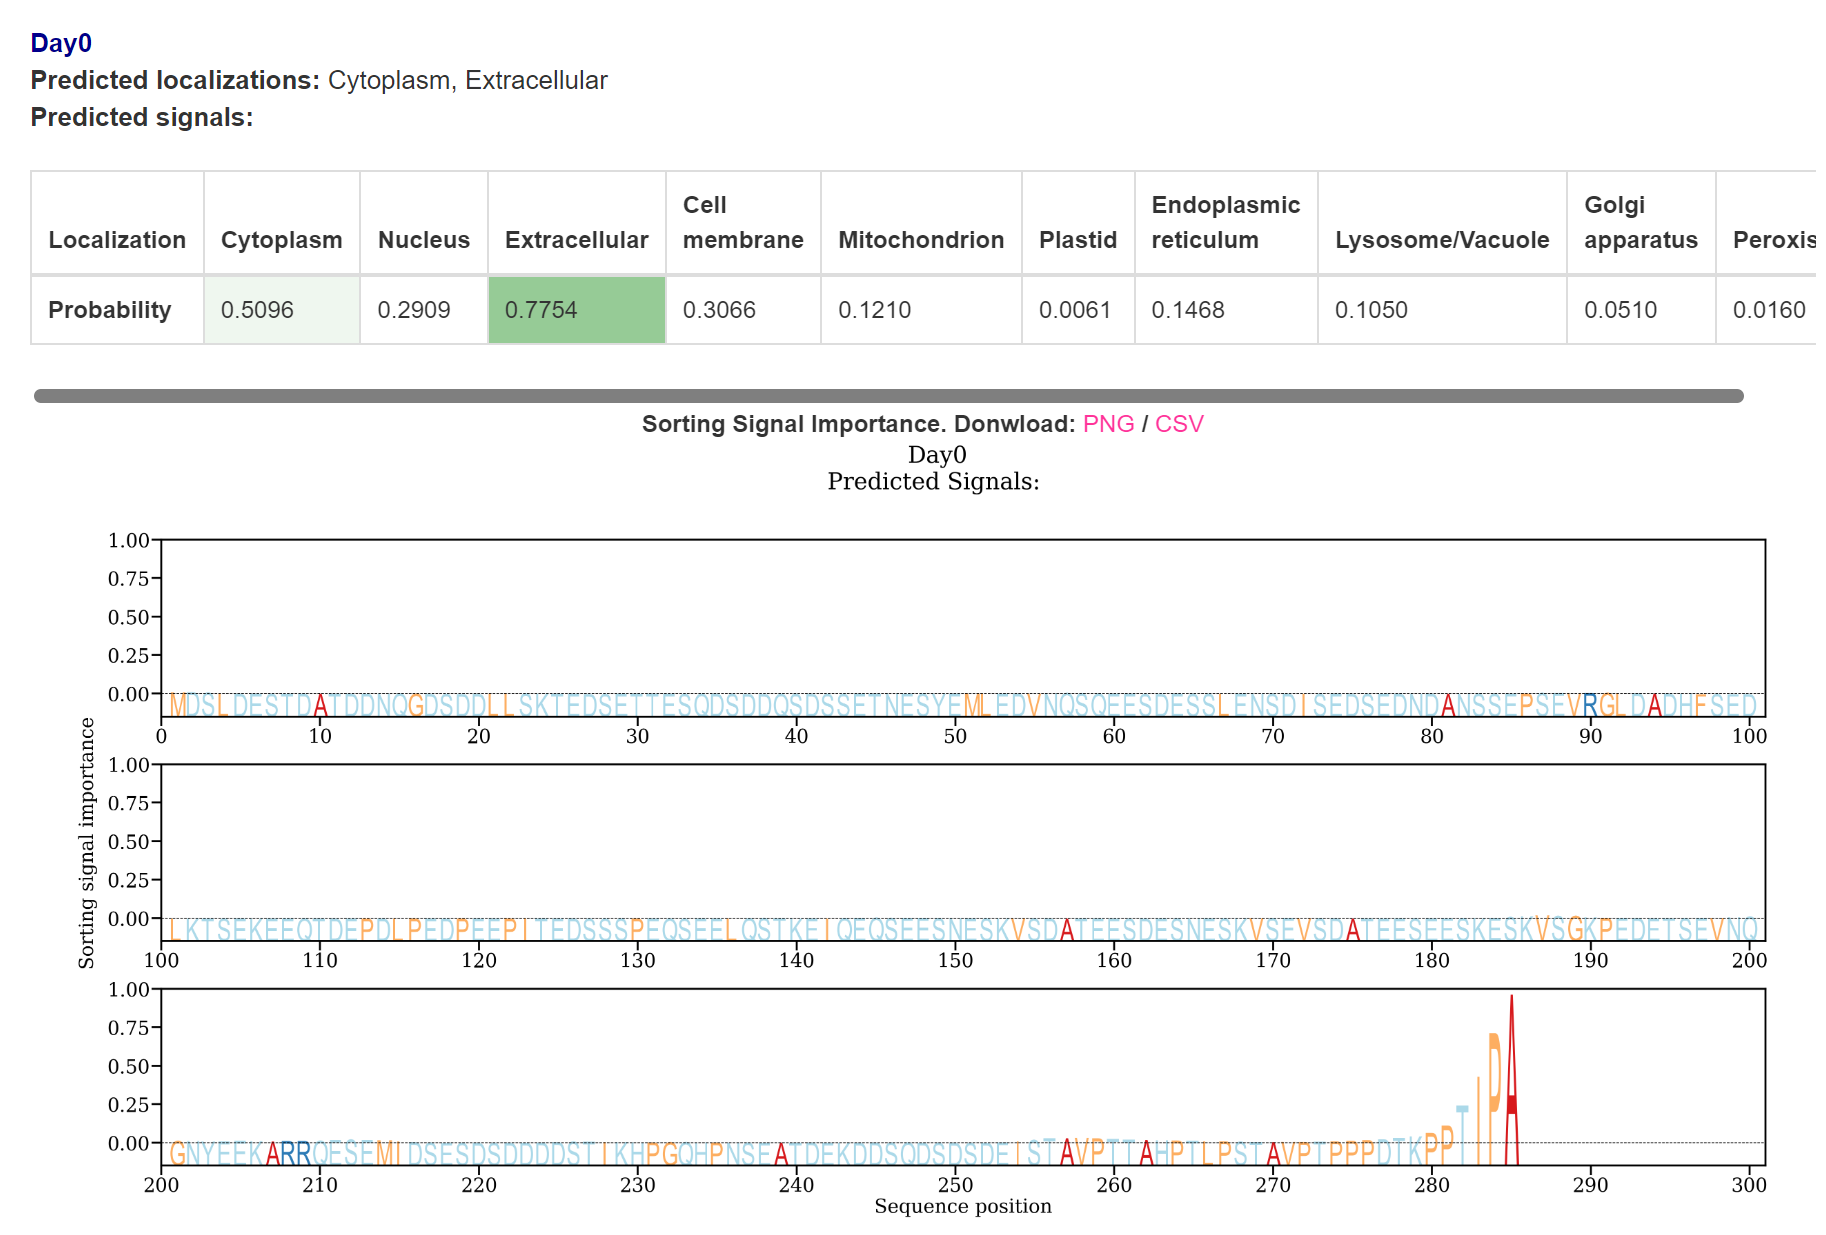 Day0
Predicted localizations: Cytoplasm, Extracellular
Predicted signals:
Localization Cytoplasm Nucleus Extracellular Cell membrane Mitochondrion Plastid Endoplasmic reticulum Lysosome/Vacuole Golgi apparatus Peroxis
Probability 0.5096 0.2909 0.7754 0.3066 0.1210 0.0061 0.1468 0.1050 0.0510 0.0160
Sorting Signal Importance. Donwload: PNG / CSV
Day0
Predicted Signals:
Sorting signal importance
1.00
0.75
0.50
0.25
0.00
MDSLDESTDATDDNQGDSDDLLSKTEDSETTESQDSDDQSDSSETNESYEMLEDVNQSQEESDESSLENSDISEDSEDNDANSSEPSEVRGLDADHFSED
0 10 20 30 40 50 60 70 80 90 100
1.00
0.75
0.50
0.25
0.00
LKTSEKEEQTDEPDLPEDPEEPITEDSSSPEQSEELQSTKEIQEQSEESNESKVSDATEESDESNESKVSEVSDATEESEESKESKVSGKPEDETSEVNQ
100 110 120 130 140 150 160 170 180 190 200
1.00
0.75
0.50
0.25
0.00
GNYEEKARRQESEMIDSESDSDDDDSTIKHPGQHPNSEATDEKDDSQDSDSDEISTAVPTTAHPTLPSTAVPTPPPDTKPPTIPA
200 210 220 230 240 250 260 270 280 290 300
Sequence position